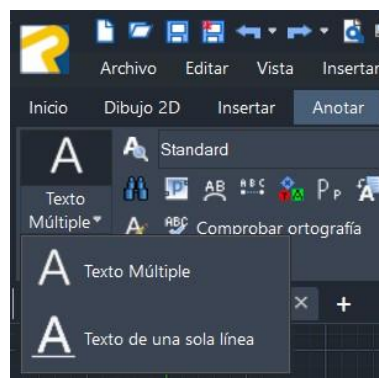 Archivo Editar Vista Insertar
Inicio Dibujo 2D Insertar Anotar
A Standard
Texto
Múltiple
ABC Comprobar ortografía
A Texto Múltiple
A Texto de una sola línea